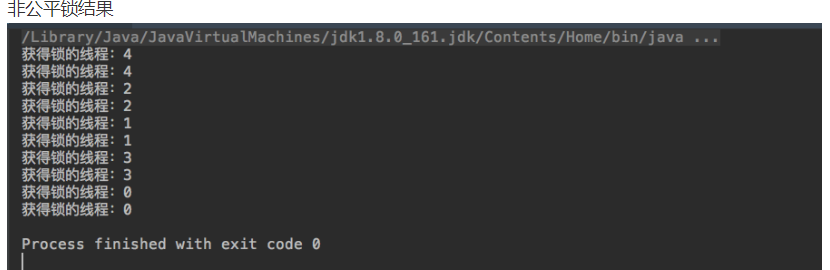 非公平锁结果
/Library/Java/JavaVirtualMachines/jdk1.8.0_161.jdk/Contents/Home/bin/java ...
获得锁的线程：4
获得锁的线程：4
获得锁的线程：2
获得锁的线程：2
获得锁的线程：1
获得锁的线程：1
获得锁的线程：3
获得锁的线程：3
获得锁的线程：0
获得锁的线程：0
Process finished with exit code 0